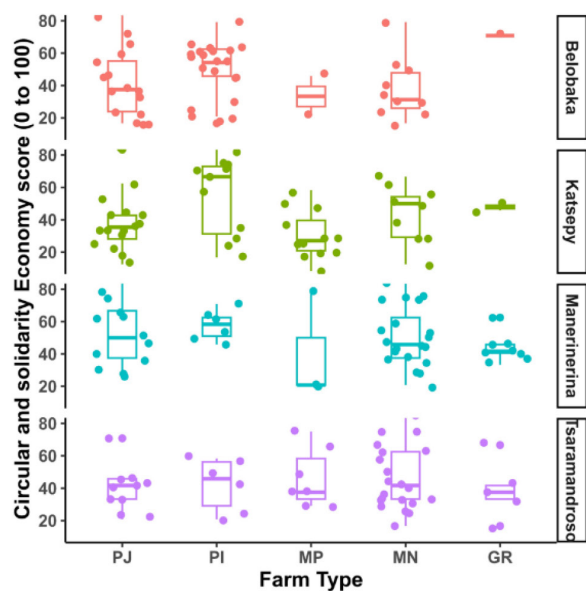 Circular and solidarity Economy score (0 to 100)
80
60
40
20
Belobaka
80
60
40
20
Katsepy
80
60
40
20
Manerinerina
80
60
40
20
Tsaramandroso
PJ PI MP MN GR
Farm Type